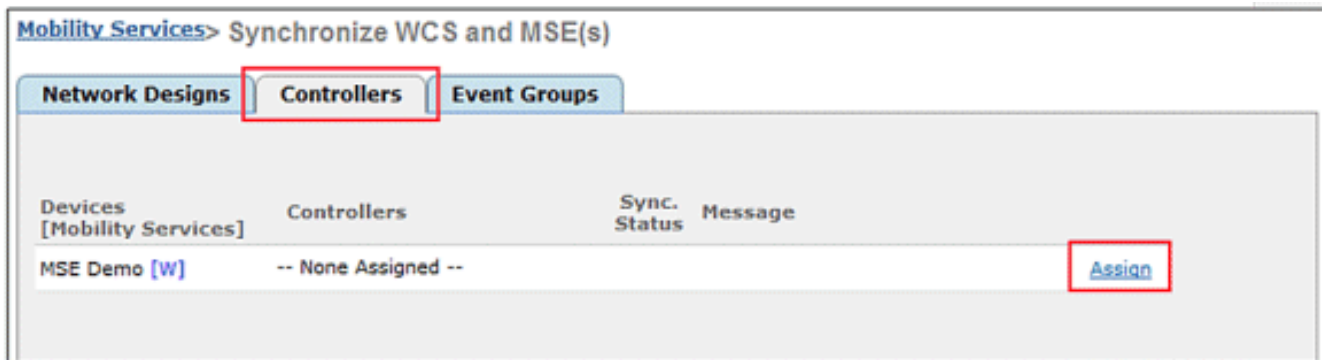 Mobility Services> Synchronize WCS and MSE(s)
Network Designs Controllers Event Groups
Devices
[Mobility Services] Controllers Sync.
Status Message
MSE Demo [W] -- None Assigned -- Assign